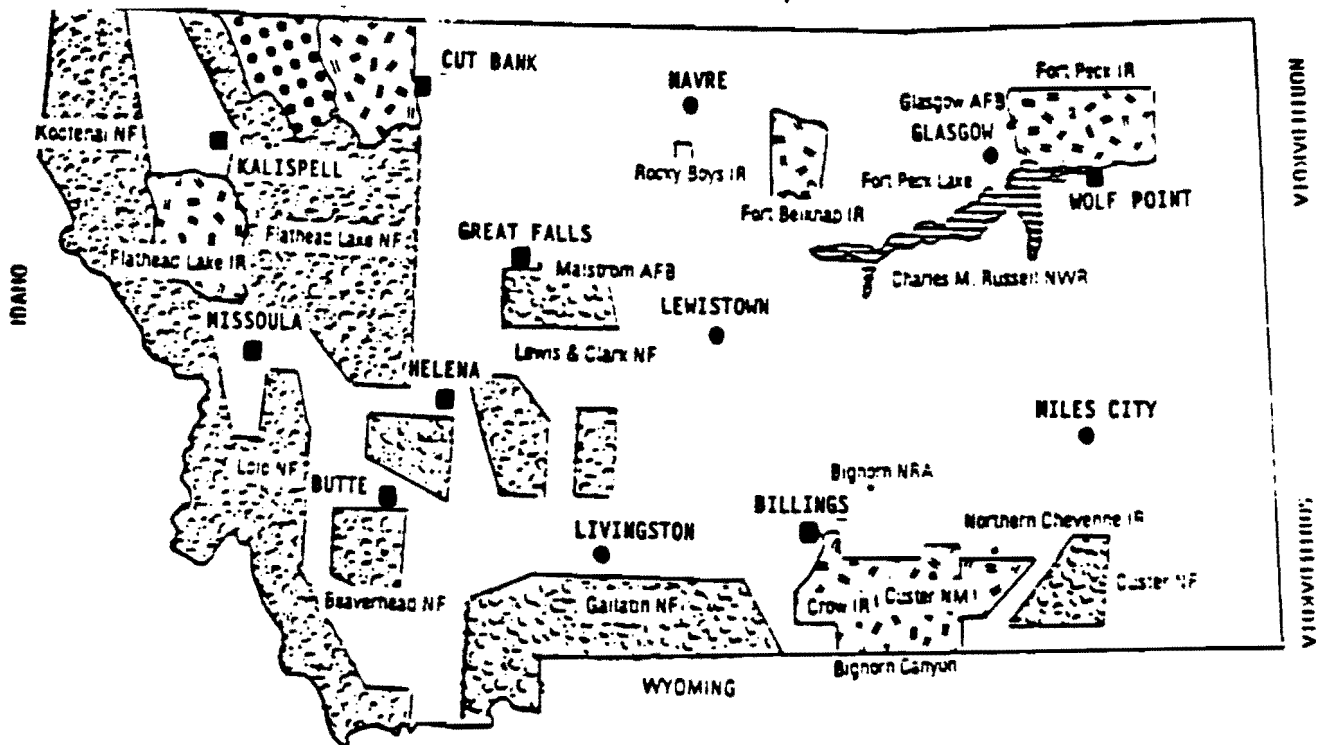 CUT BANK
NAVRE
Fort Peck IR
Glasgow AFB
GLASGOW
NORTH DAKOTA
Kootenai NF
KALISPELL
Rocky Boys IR
Fort Peck Lake
WOLF POINT
Fort Belknap IR
Flathead Lake NF
GREAT FALLS
Flathead Lake IR
Malstrom AFB
Charles M. Russell NWR
IDAHO
MISSOULA
LEWISTOWN
Lewis & Clark NF
HELENA
MILES CITY
Lolo NF
BUTTE
Bighorn NRA
BILLINGS
Northern Cheyenne IR
LIVINGSTON
SOUTH DAKOTA
Custer NF
Beaverhead NF
Gallatin NF
Crow IR
Custer NM
Bighorn Canyon
WYOMING